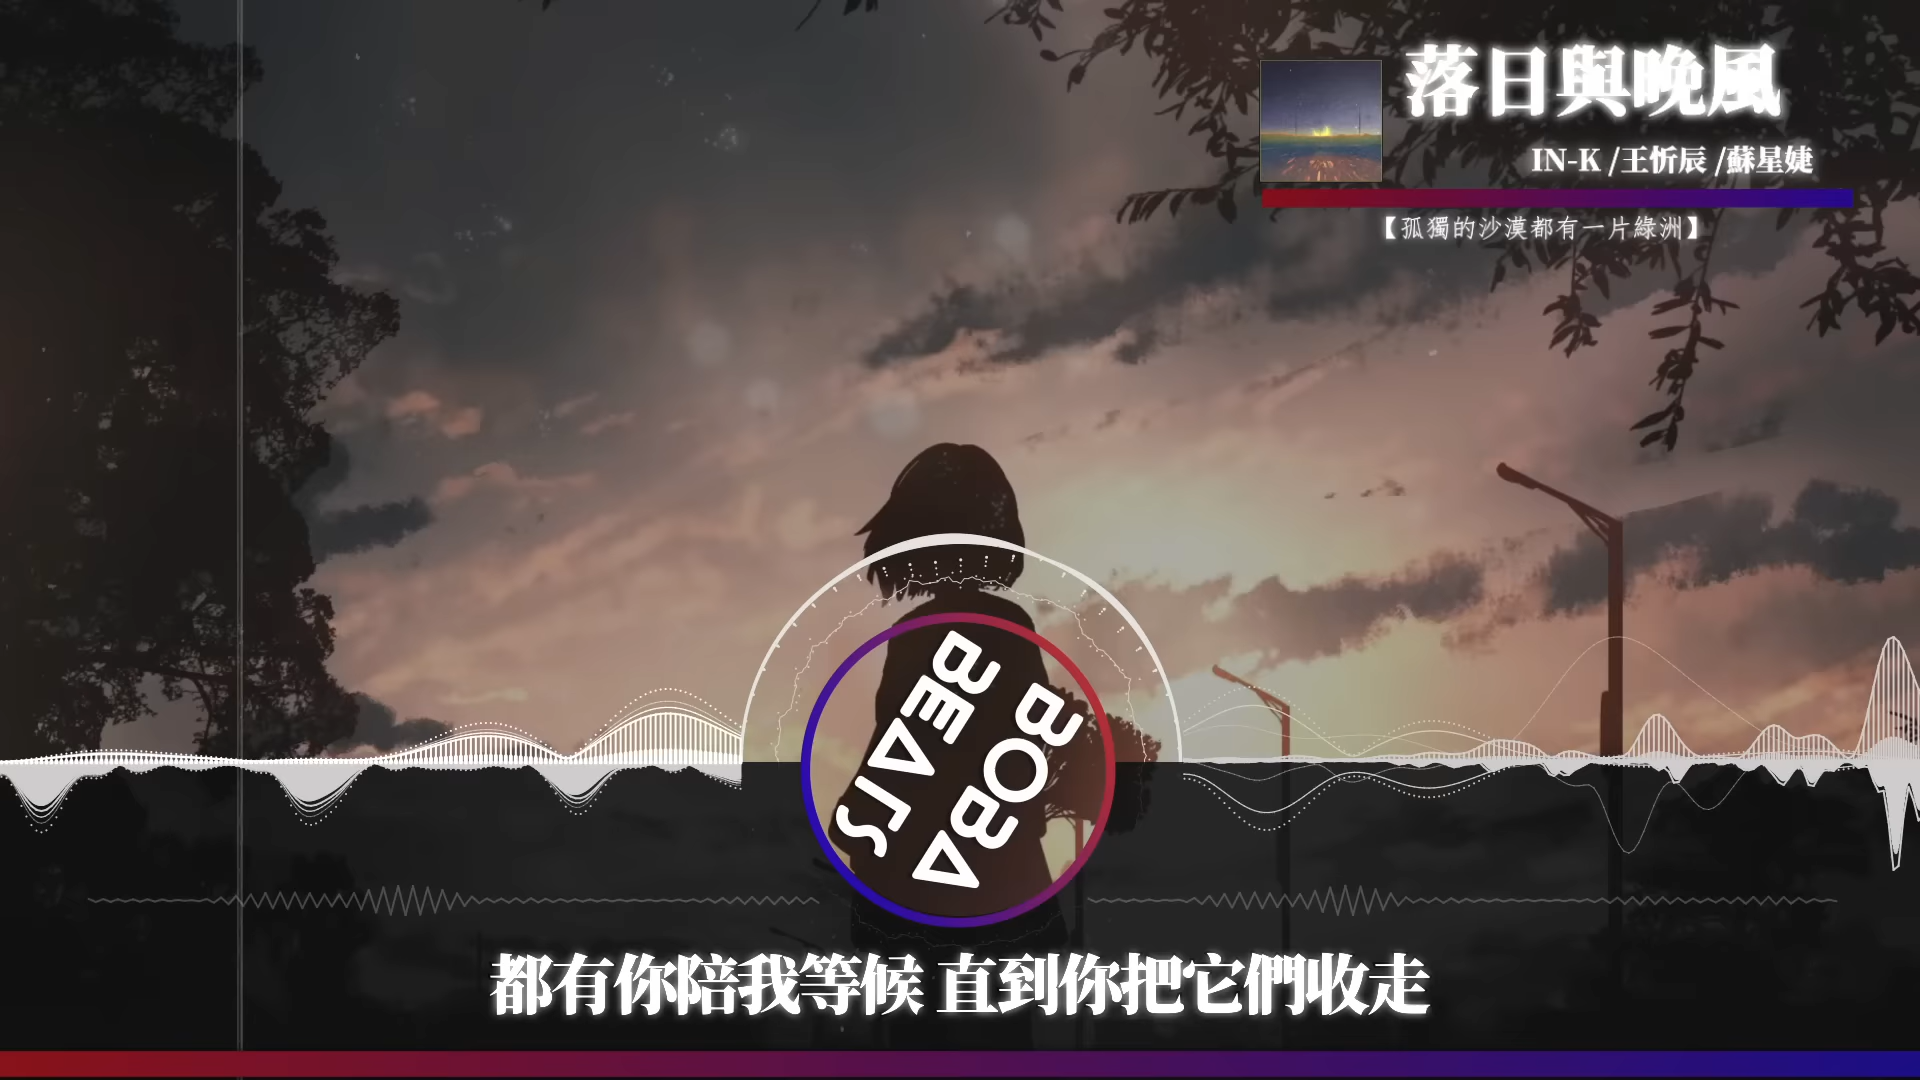 落日與晚風
IN-K /王忻辰 /蘇星婕
【孤獨的沙漠都有一片綠洲】
BOBA
BEATS
都有你陪我等候 直到你把它們收走